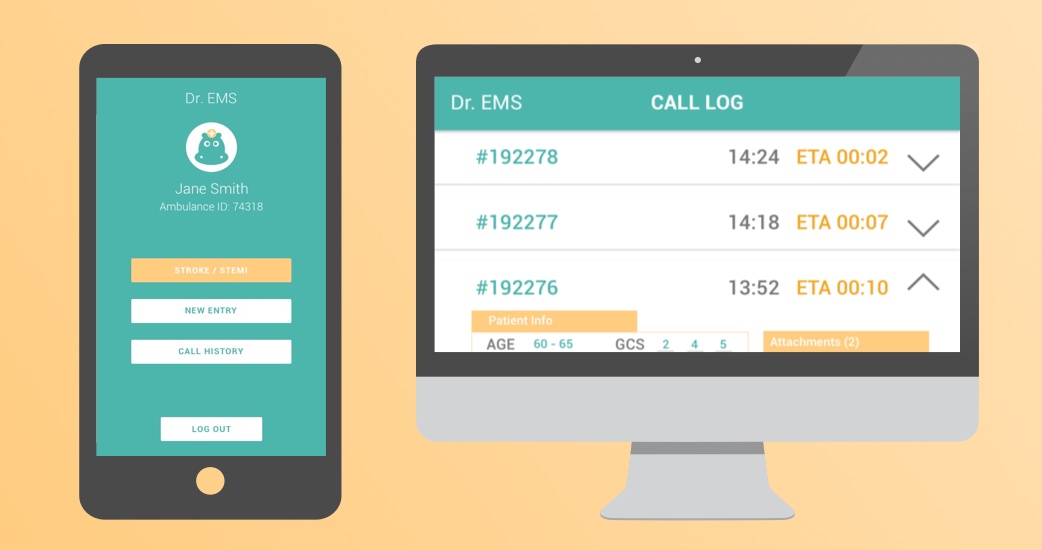 Dr. EMS
Jane Smith
Ambulance ID: 74318
STROKE / STEMI
NEW ENTRY
CALL HISTORY
LOG OUT
Dr. EMS CALL LOG
#192278 14:24 ETA 00:02
#192277 14:18 ETA 00:07
#192276 13:52 ETA 00:10
Patient Info
AGE 60 - 65 GCS 2 4 5
Attachments (2)